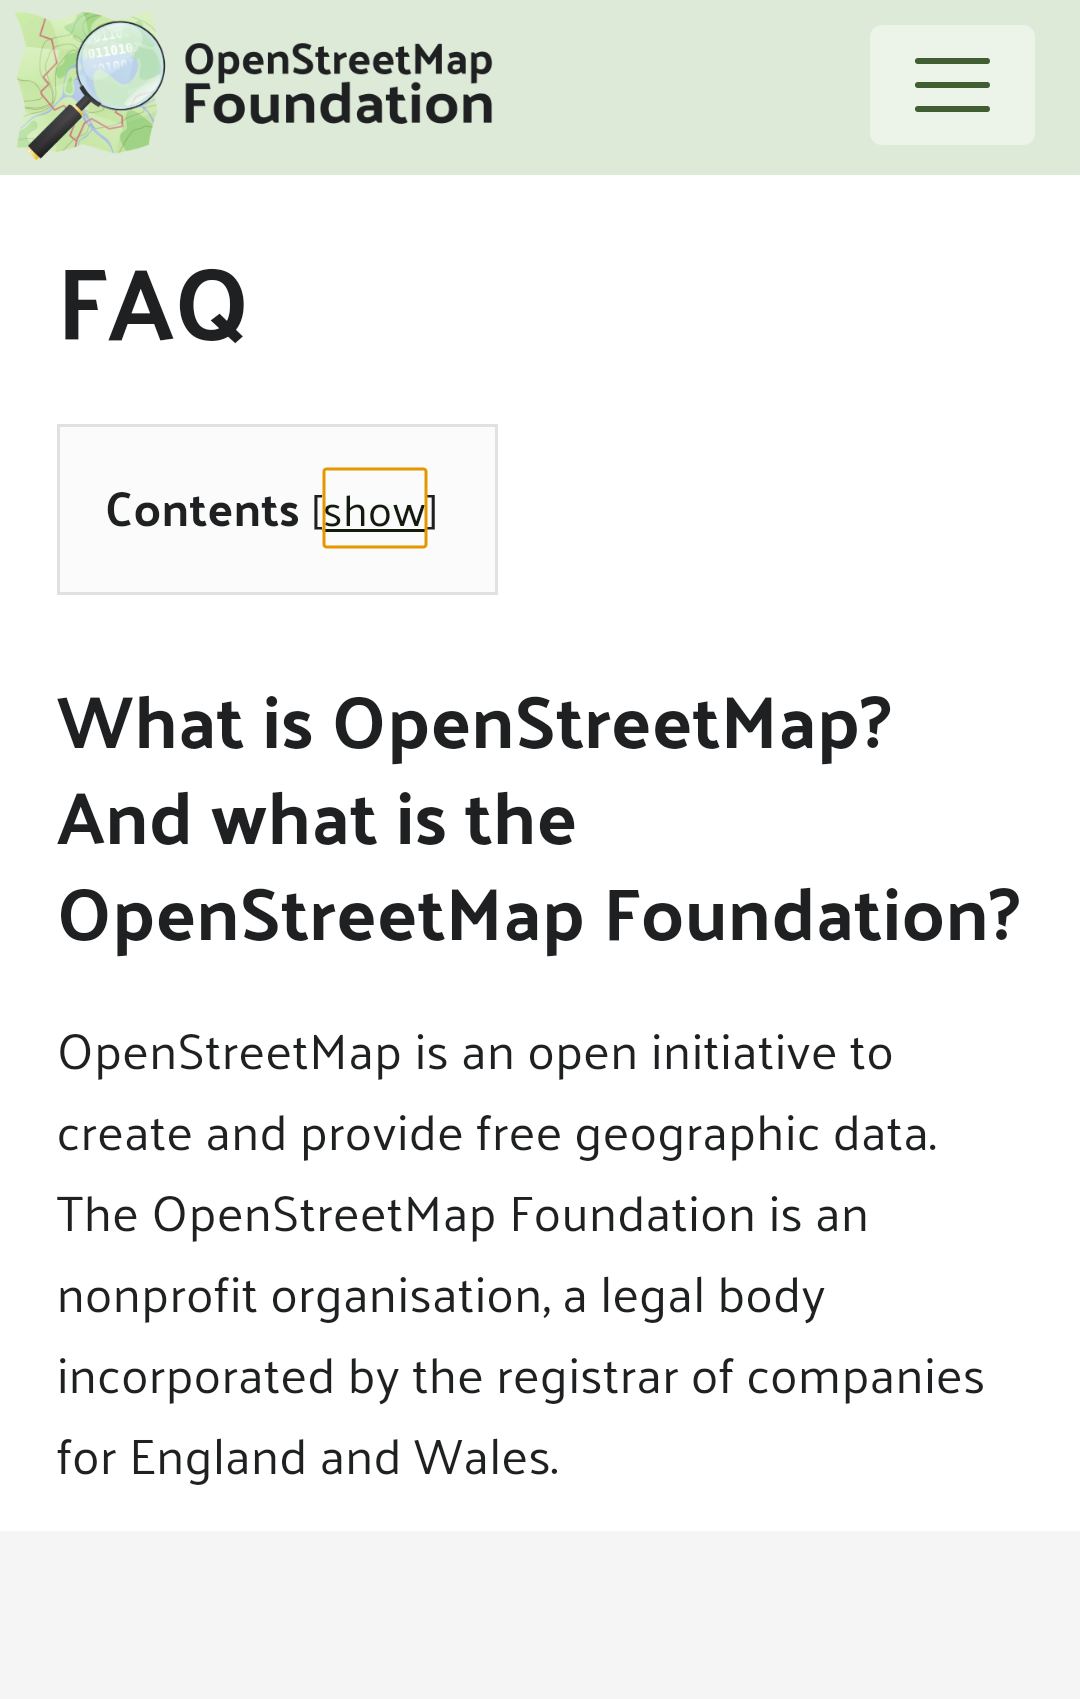 OpenStreetMap
Foundation
FAQ
Contents [show]
What is OpenStreetMap?
And what is the
OpenStreetMap Foundation?
OpenStreetMap is an open initiative to
create and provide free geographic data.
The OpenStreetMap Foundation is an
nonprofit organisation, a legal body
incorporated by the registrar of companies
for England and Wales.